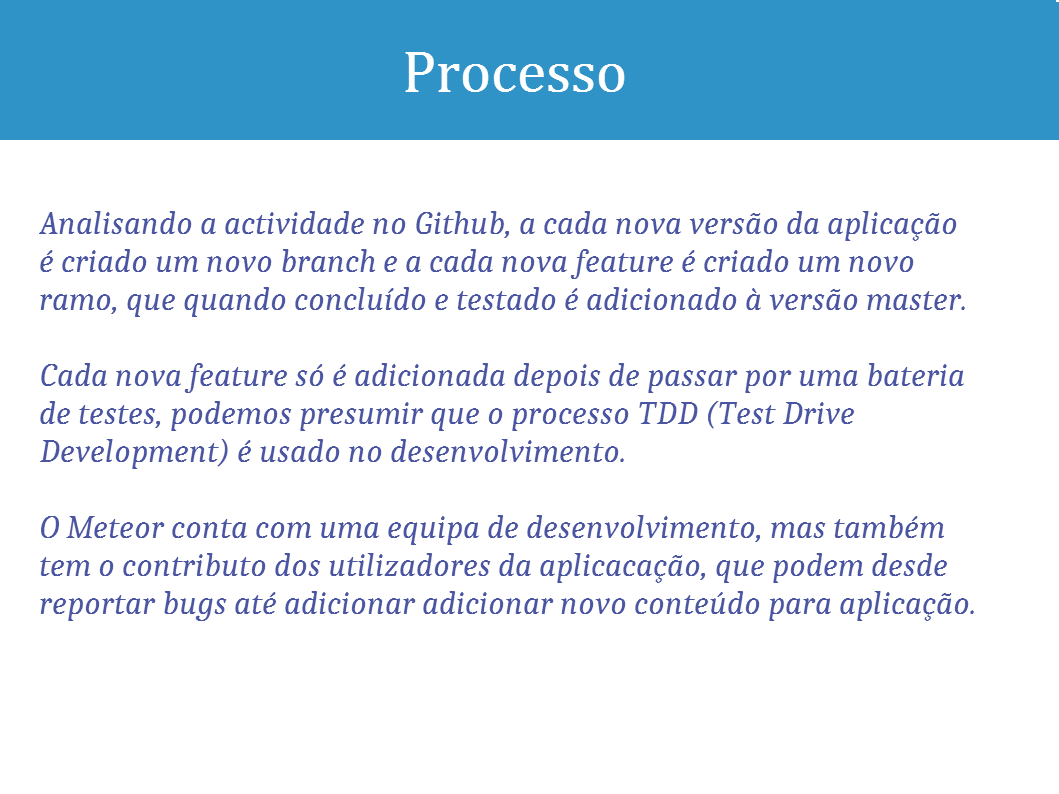 Processo
Analisando a actividade no Github, a cada nova versão da aplicação
é criado um novo branch e a cada nova feature é criado um novo
ramo, que quando concluído e testado é adicionado à versão master.
Cada nova feature só é adicionada depois de passar por uma bateria
de testes, podemos presumir que o processo TDD (Test Drive
Development) é usado no desenvolvimento.
O Meteor conta com uma equipa de desenvolvimento, mas também
tem o contributo dos utilizadores da aplicacação, que podem desde
reportar bugs até adicionar adicionar novo conteúdo para aplicação.